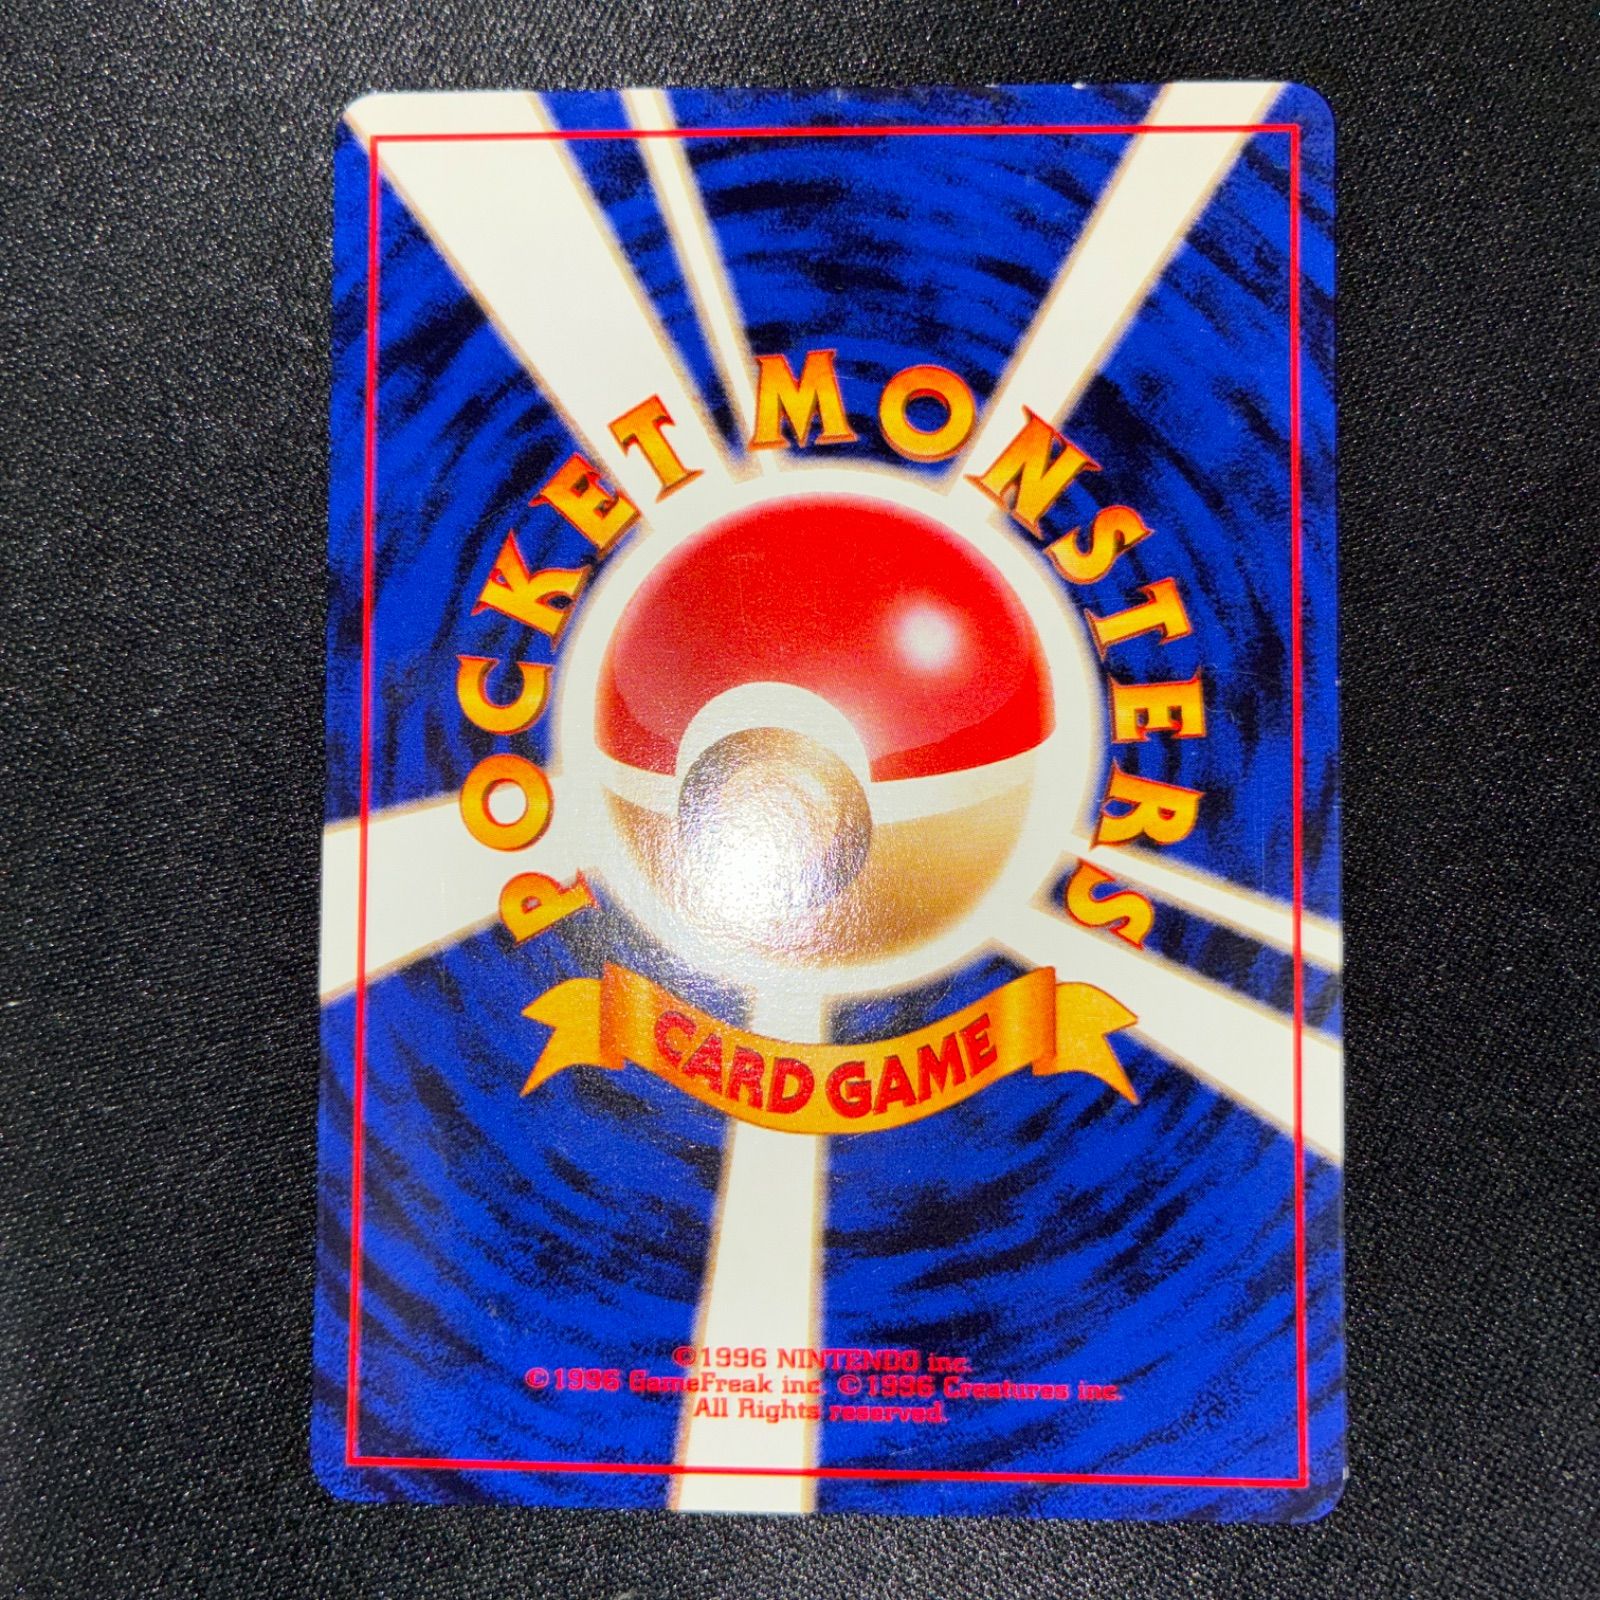 POCKET MONSTERS
CARD GAME
©1996 NINTENDO inc.
©1996 GameFreak inc. ©1996 Creatures inc.
All Rights reserved.